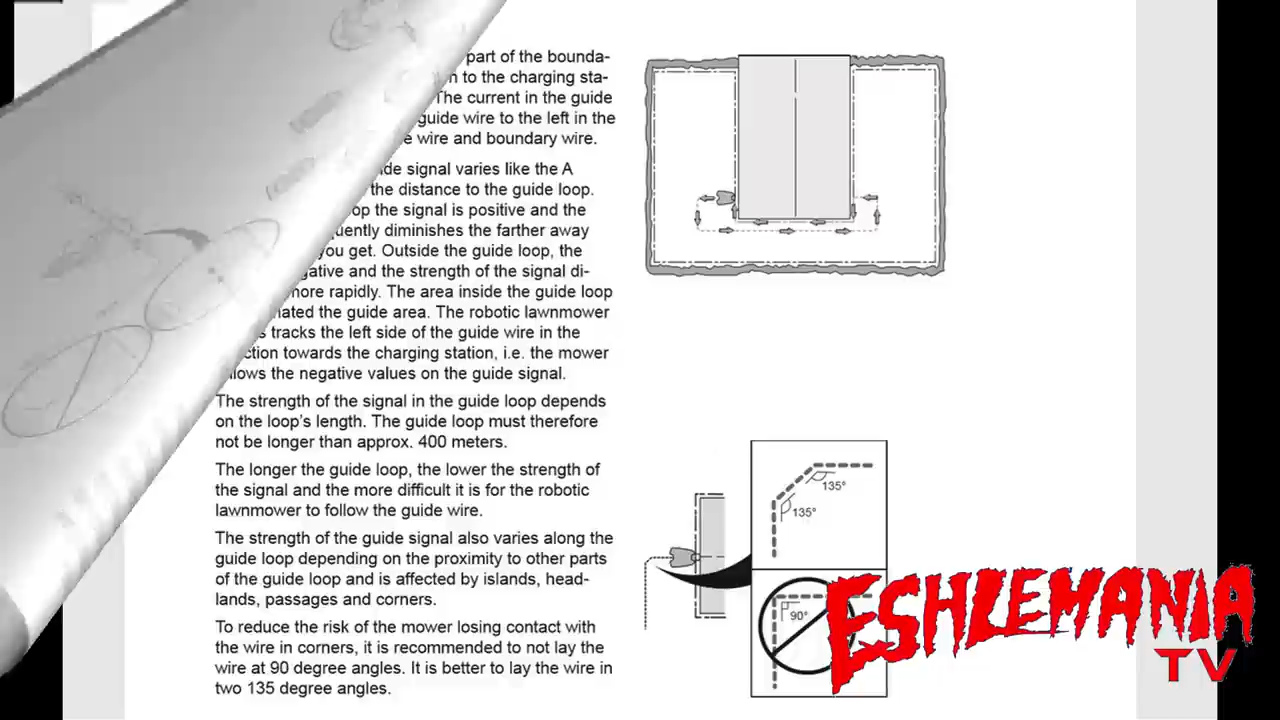 part of the bounda-
to the charging sta-
The current in the guide
guide wire to the left in the
wire and boundary wire.
signal varies like the A
the distance to the guide loop.
the signal is positive and the
diminishes the farther away
you get. Outside the guide loop, the
and the strength of the signal di-
more rapidly. The area inside the guide loop
the guide area. The robotic lawnmower
tracks the left side of the guide wire in the
towards the charging station, i.e. the mower
the negative values on the guide signal.
The strength of the signal in the guide loop depends
on the loop's length. The guide loop must therefore
not be longer than approx. 400 meters.
The longer the guide loop, the lower the strength of
the signal and the more difficult it is for the robotic
lawnmower to follow the guide wire.
The strength of the guide signal also varies along the
guide loop depending on the proximity to other parts
of the guide loop and is affected by islands, head-
lands, passages and corners.
To reduce the risk of the mower losing contact with
the wire in corners, it is recommended to not lay the
wire at 90 degree angles. It is better to lay the wire in
two 135 degree angles.
135°
135°
90°
ESHLEMANIA
TV